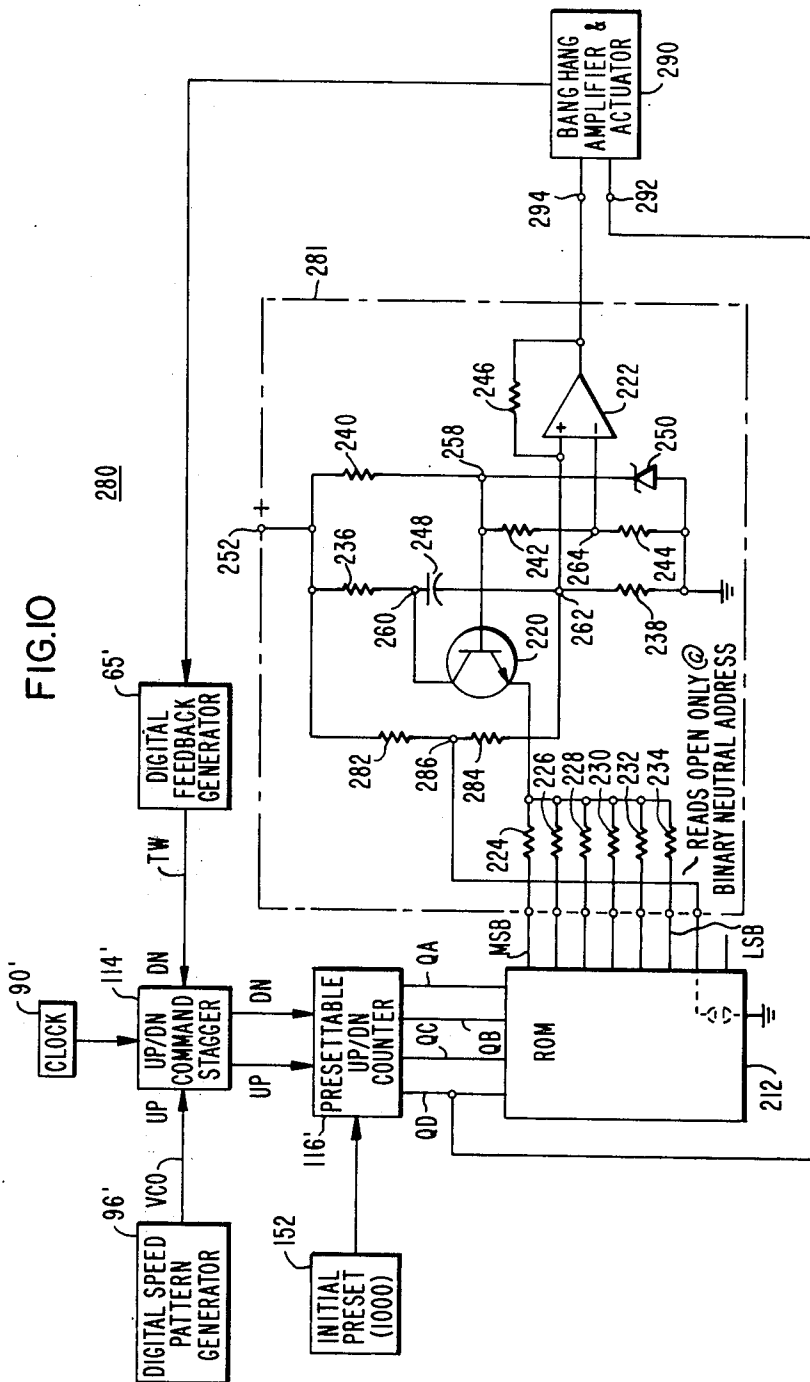 FIG.10
280
DIGITAL SPEED
PATTERN
GENERATOR
96'
VCO
UP
CLOCK
90'
UP/DN
COMMAND
STAGGER
114'
DN
TW
DIGITAL
FEEDBACK
GENERATOR
65'
UP
DN
INITIAL
PRESET
(1000)
152
PRESETTABLE
UP/DN
COUNTER
116'
QD
QC
QB
QA
ROM
212
MSB
LSB
224
226
228
230
232
234
READS OPEN ONLY @
BINARY NEUTRAL ADDRESS
281
252
+
282
286
284
236
260
248
240
258
220
242
264
244
262
238
250
246
+
-
222
294
292
BANG HANG
AMPLIFIER &
ACTUATOR
290